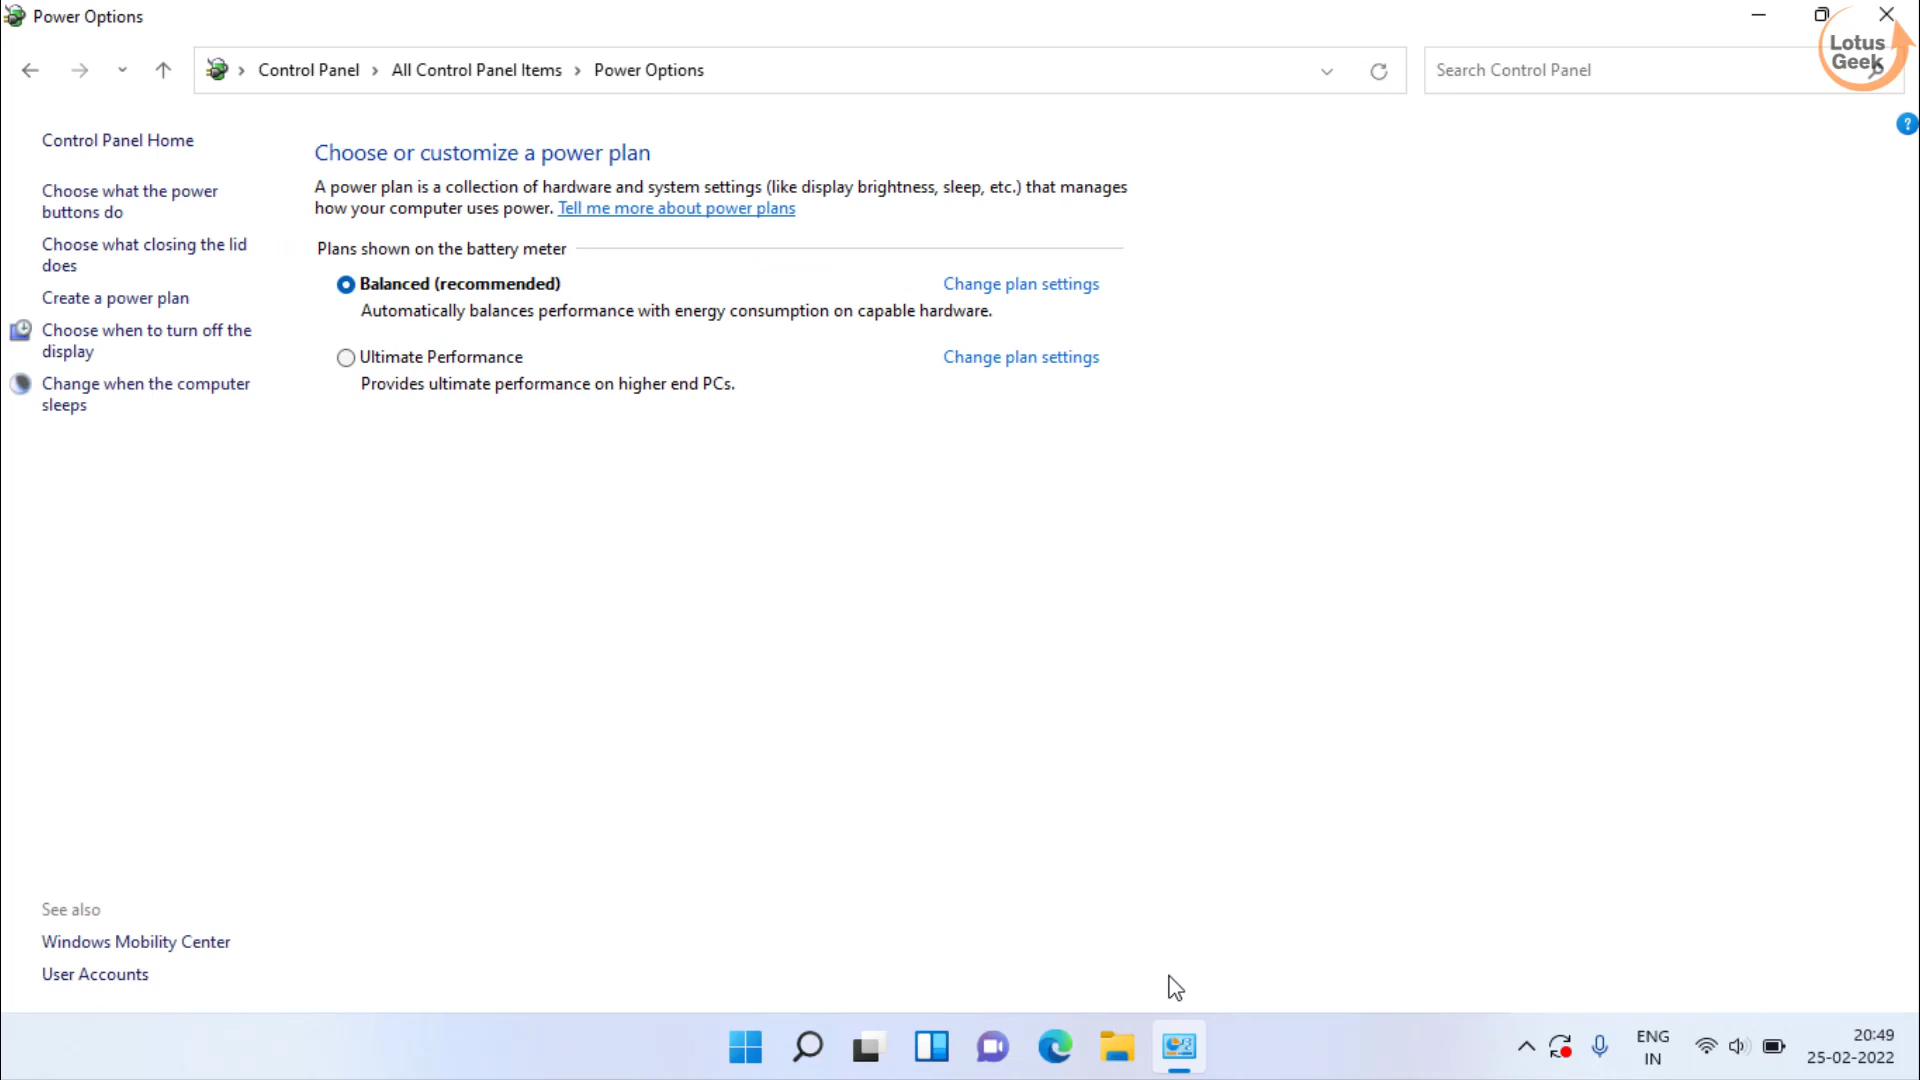 Power Options
Lotus
Geek
Control Panel > All Control Panel Items > Power Options
Search Control Panel
Control Panel Home
Choose what the power
buttons do
Choose what closing the lid
does
Create a power plan
Choose when to turn off the
display
Change when the computer
sleeps
Choose or customize a power plan
A power plan is a collection of hardware and system settings (like display brightness, sleep, etc.) that manages
how your computer uses power. Tell me more about power plans
Plans shown on the battery meter
Balanced (recommended) Change plan settings
Automatically balances performance with energy consumption on capable hardware.
Ultimate Performance Change plan settings
Provides ultimate performance on higher end PCs.
See also
Windows Mobility Center
User Accounts
ENG
IN
20:49
25-02-2022